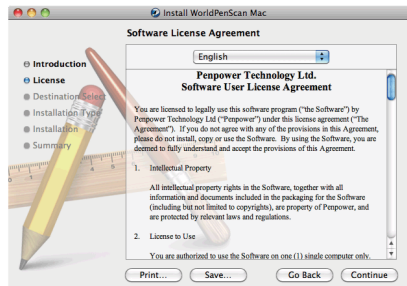 Install WorldPenScan Mac
Software License Agreement
English
Introduction
License
Destination Select
Installation Type
Installation
Summary
Penpower Technology Ltd.
Software User License Agreement
You are licensed to legally use this software program ("the Software") by
Penpower Technology Ltd ("Penpower") under this license agreement ("The
Agreement"). If you do not agree with any of the provisions in this Agreement,
please do not install, copy or use the Software. By using the Software, you are
deemed to fully understand and accept the provisions of this Agreement.
1. Intellectual Property
All intellectual property rights in the Software, together with all
information and documents included in the packaging for the Software
(including but not limited to copyrights), are property of Penpower, and
are protected by relevant laws and regulations.
2. License to Use
You are authorized to use the Software on one (1) single computer only.
Print...
Save...
Go Back
Continue